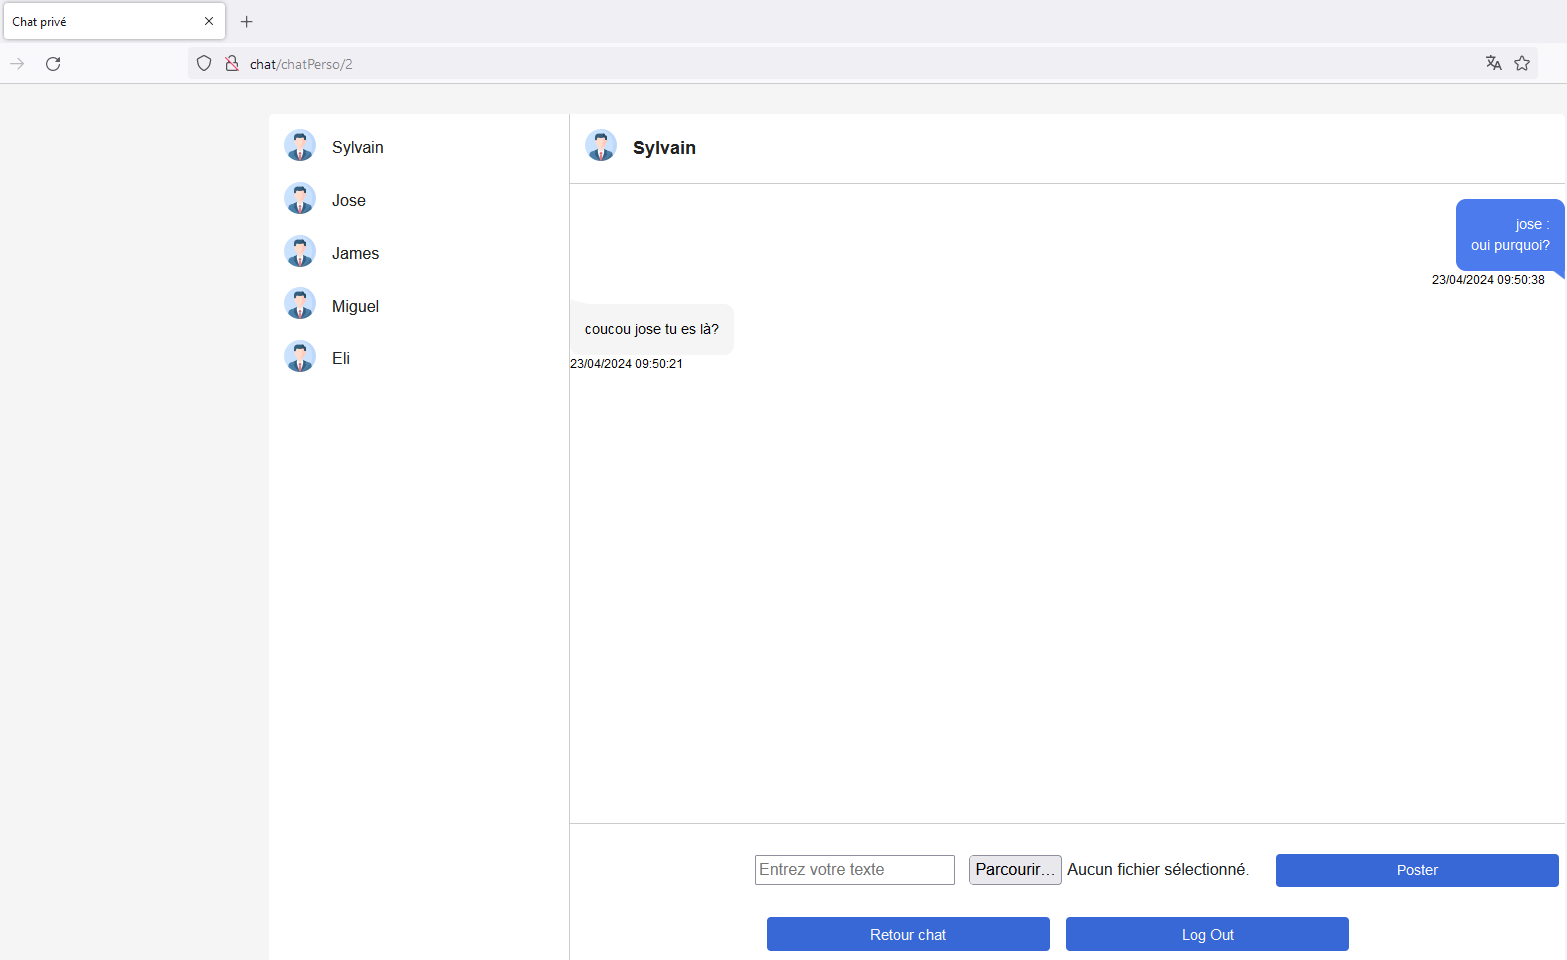 Chat privé
chat/chatPerso/2
Sylvain
Jose
James
Miguel
Eli
Sylvain
jose :
oui purquoi?
23/04/2024 09:50:38
coucou jose tu es là?
23/04/2024 09:50:21
Entrez votre texte
Parcourir...
Aucun fichier sélectionné.
Poster
Retour chat
Log Out